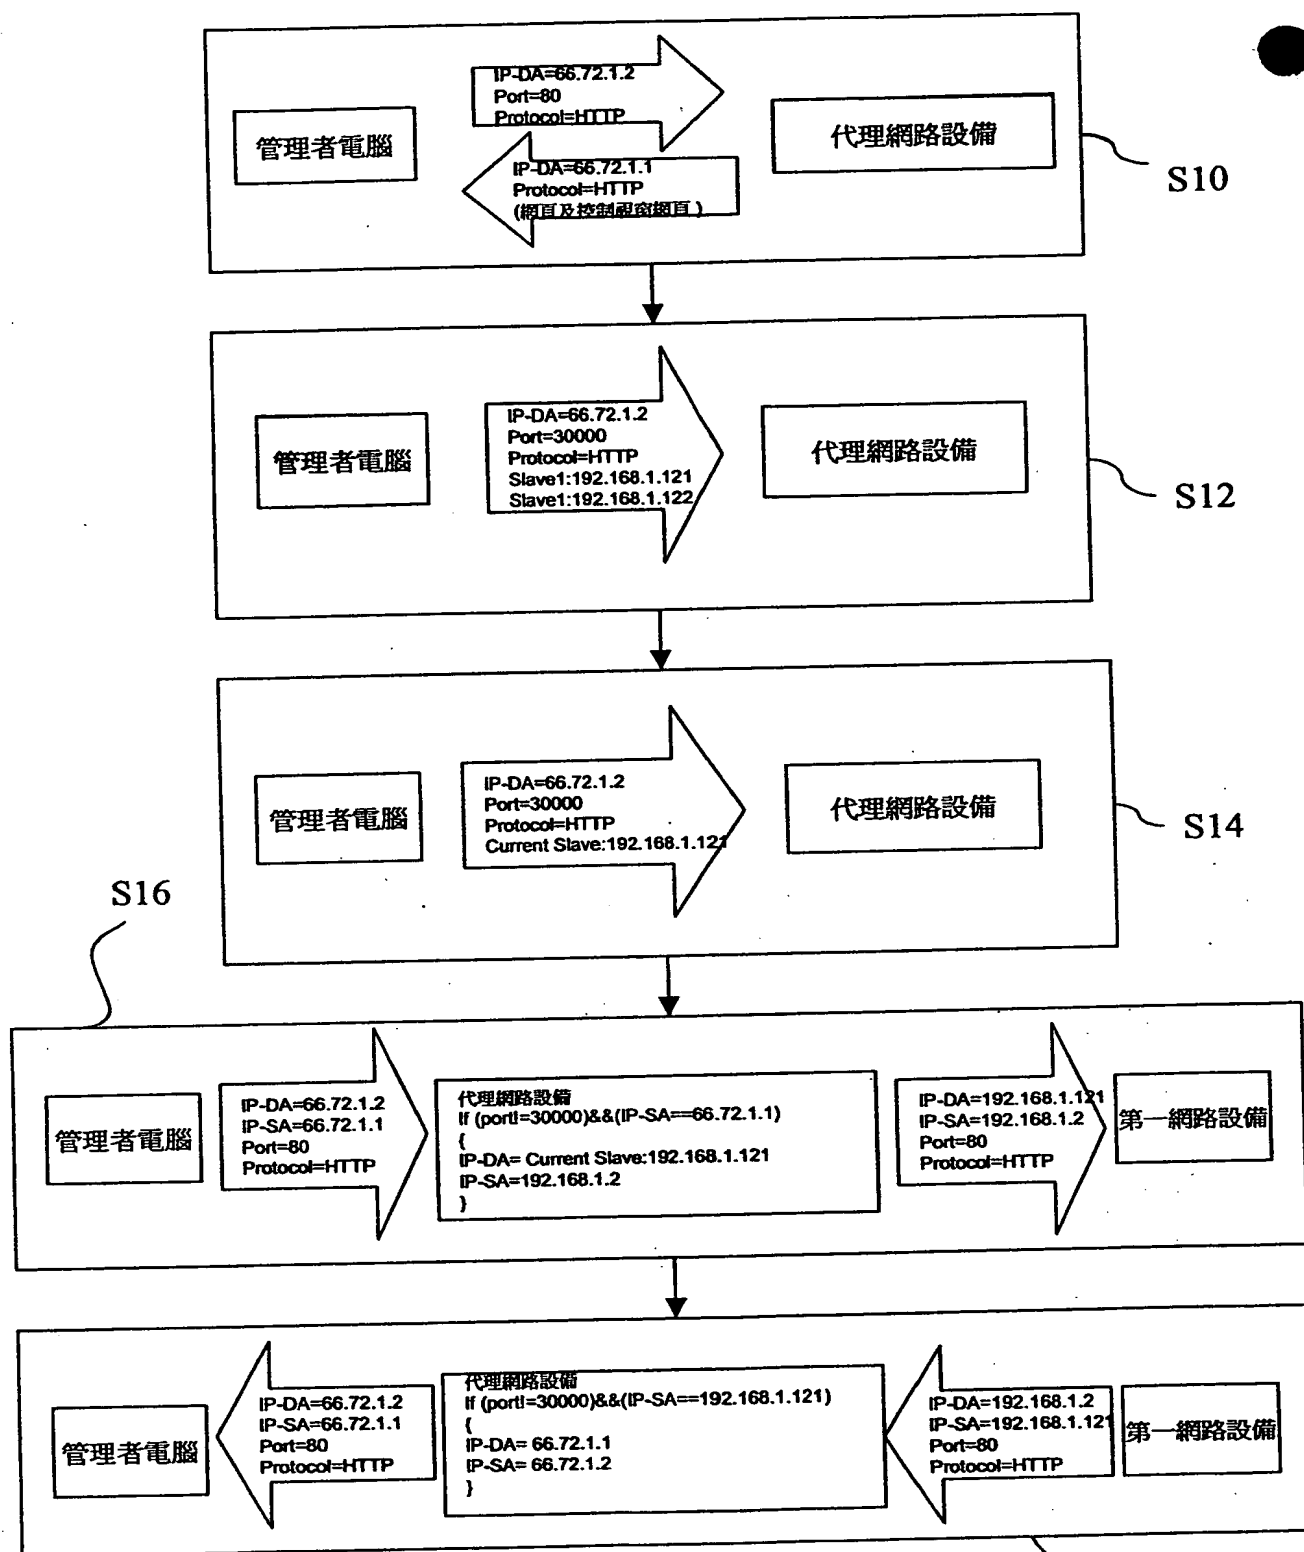 IP-DA=66.72.1.2
Port=80
Protocol=HTTP
管理者電腦
代理網路設備
IP-DA=66.72.1.1
Protocol=HTTP
(網頁及控制視窗網頁)
S10
IP-DA=66.72.1.2
Port=30000
Protocol=HTTP
Slave1:192.168.1.121
Slave1:192.168.1.122
管理者電腦
代理網路設備
S12
IP-DA=66.72.1.2
Port=30000
Protocol=HTTP
Current Slave:192.168.1.121
管理者電腦
代理網路設備
S14
S16
管理者電腦
IP-DA=66.72.1.2
IP-SA=66.72.1.1
Port=80
Protocol=HTTP
代理網路設備
If (port!=30000)&&(IP-SA==66.72.1.1)
{
IP-DA= Current Slave:192.168.1.121
IP-SA=192.168.1.2
}
IP-DA=192.168.1.121
IP-SA=192.168.1.2
Port=80
Protocol=HTTP
第一網路設備
管理者電腦
IP-DA=66.72.1.2
IP-SA=66.72.1.1
Port=80
Protocol=HTTP
代理網路設備
If (port!=30000)&&(IP-SA==192.168.1.121)
{
IP-DA= 66.72.1.1
IP-SA= 66.72.1.2
}
IP-DA=192.168.1.2
IP-SA=192.168.1.121
Port=80
Protocol=HTTP
第一網路設備